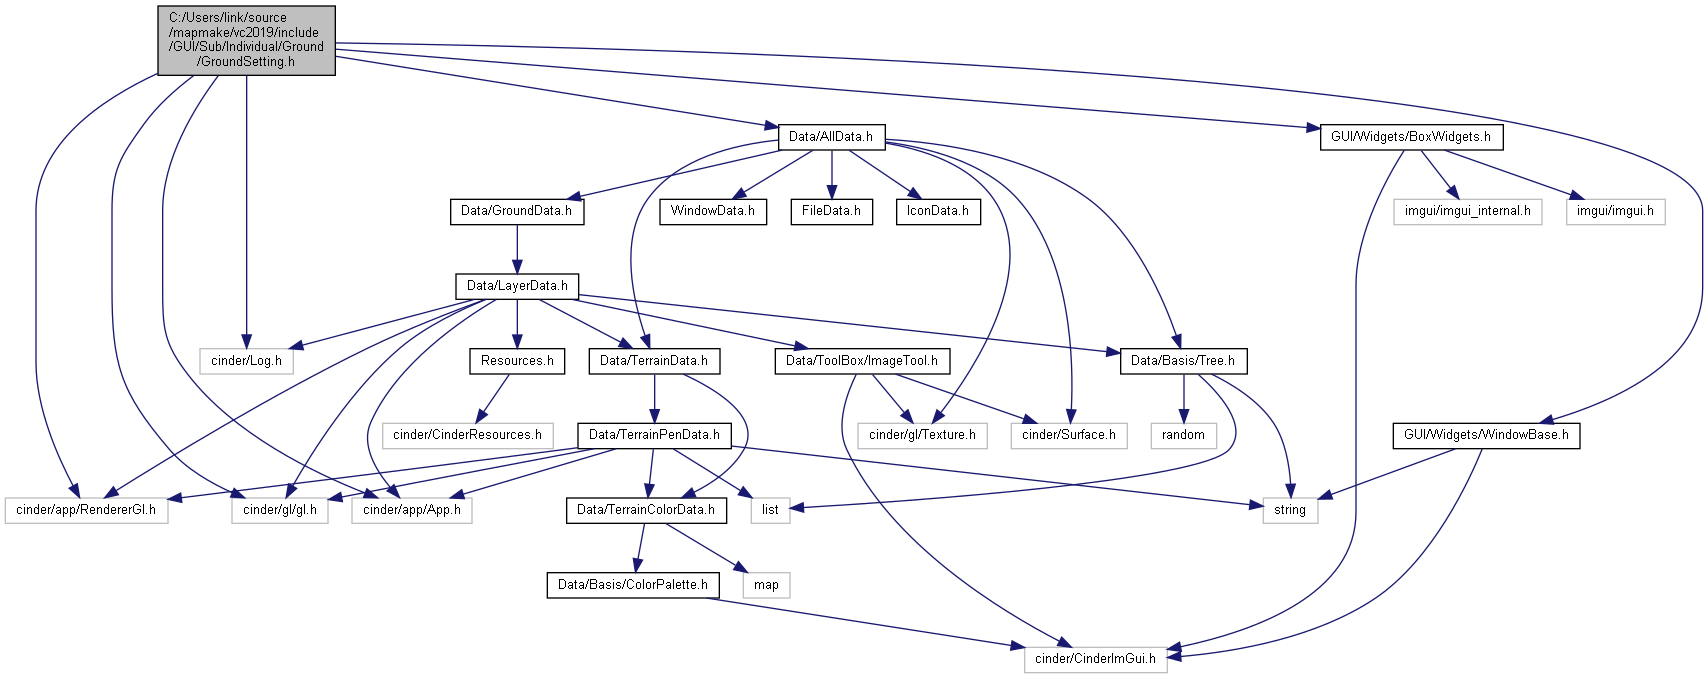 C:/Users/link/source
/mapmake/vc2019/include
/GUI/Sub/Individual/Ground
/GroundSetting.h
Data/AllData.h
GUI/Widgets/BoxWidgets.h
Data/GroundData.h
WindowData.h
FileData.h
IconData.h
imgui/imgui_internal.h
imgui/imgui.h
Data/LayerData.h
cinder/Log.h
Resources.h
Data/TerrainData.h
Data/ToolBox/ImageTool.h
Data/Basis/Tree.h
cinder/CinderResources.h
Data/TerrainPenData.h
cinder/gl/Texture.h
cinder/Surface.h
random
GUI/Widgets/WindowBase.h
cinder/app/RendererGl.h
cinder/gl/gl.h
cinder/app/App.h
Data/TerrainColorData.h
list
string
Data/Basis/ColorPalette.h
map
cinder/CinderImGui.h